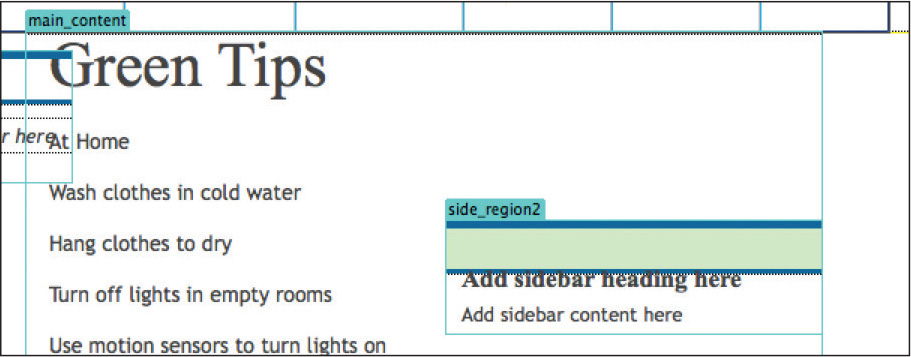 main_content
Green Tips
r here
At Home
Wash clothes in cold water
side_region2
Hang clothes to dry
Add sidebar heading here
Turn off lights in empty rooms
Add sidebar content here
Use motion sensors to turn lights on